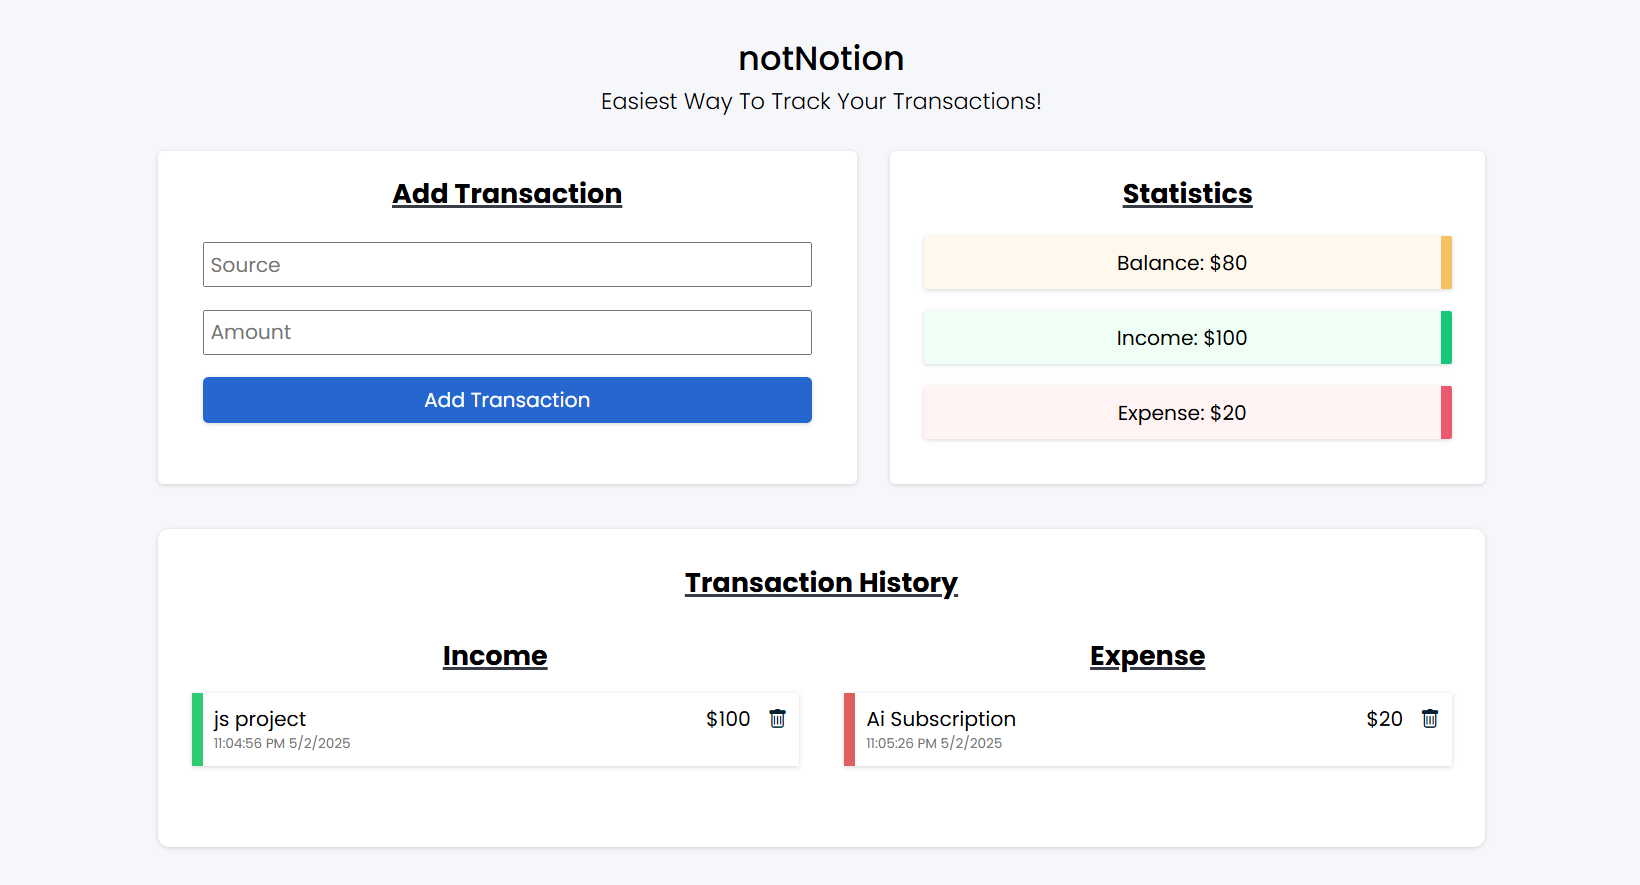 notNotion
Easiest Way To Track Your Transactions!
Add Transaction
Source
Amount
Add Transaction
Statistics
Balance: $80
Income: $100
Expense: $20
Transaction History
Income
js project
$100
11:04:56 PM 5/2/2025
Expense
Ai Subscription
$20
11:05:26 PM 5/2/2025